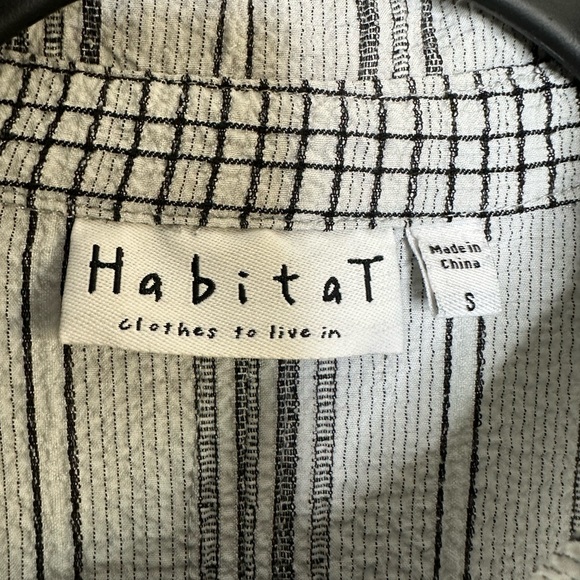 HabitaT
clothes to live in
Made in
China
S